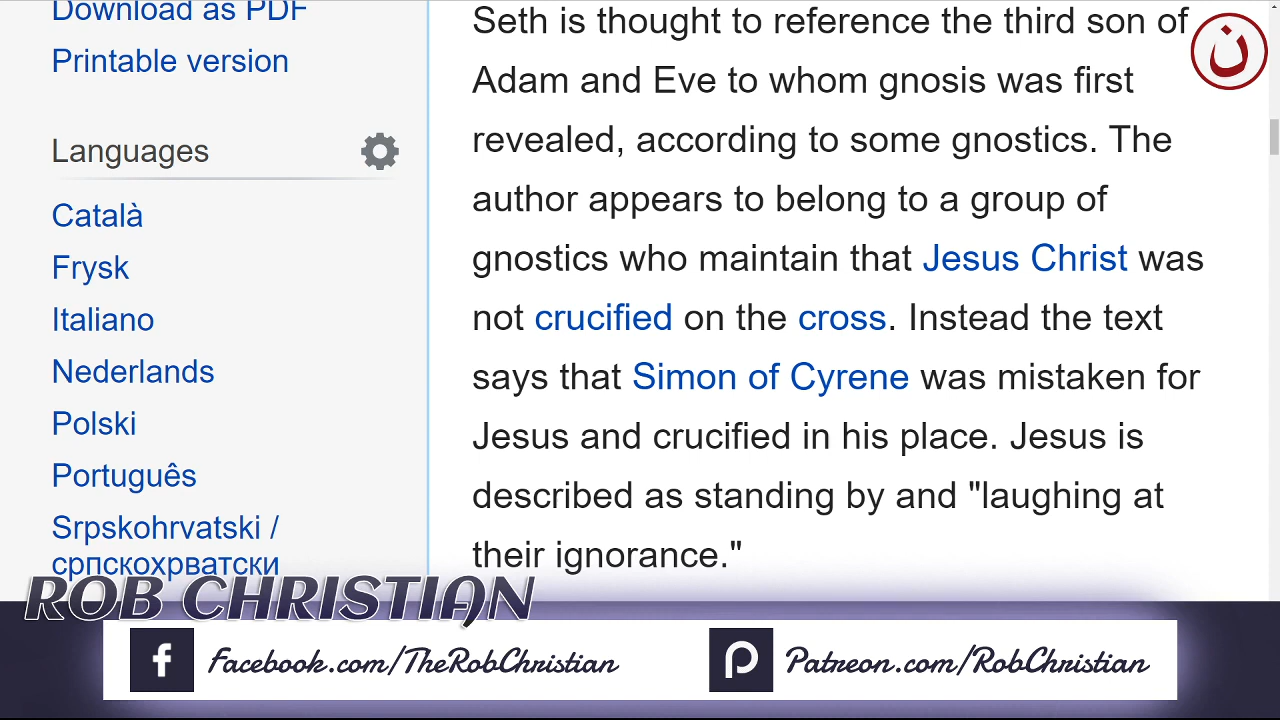 Download as PDF
Printable version
Languages
Català
Frysk
Italiano
Nederlands
Polski
Português
Srpskohrvatski /
српскохрватски
Seth is thought to reference the third son of
Adam and Eve to whom gnosis was first
revealed, according to some gnostics. The
author appears to belong to a group of
gnostics who maintain that Jesus Christ was
not crucified on the cross. Instead the text
says that Simon of Cyrene was mistaken for
Jesus and crucified in his place. Jesus is
described as standing by and "laughing at
their ignorance."
ن
ROB CHRISTIAN
Facebook.com/TheRobChristian
Patreon.com/RobChristian